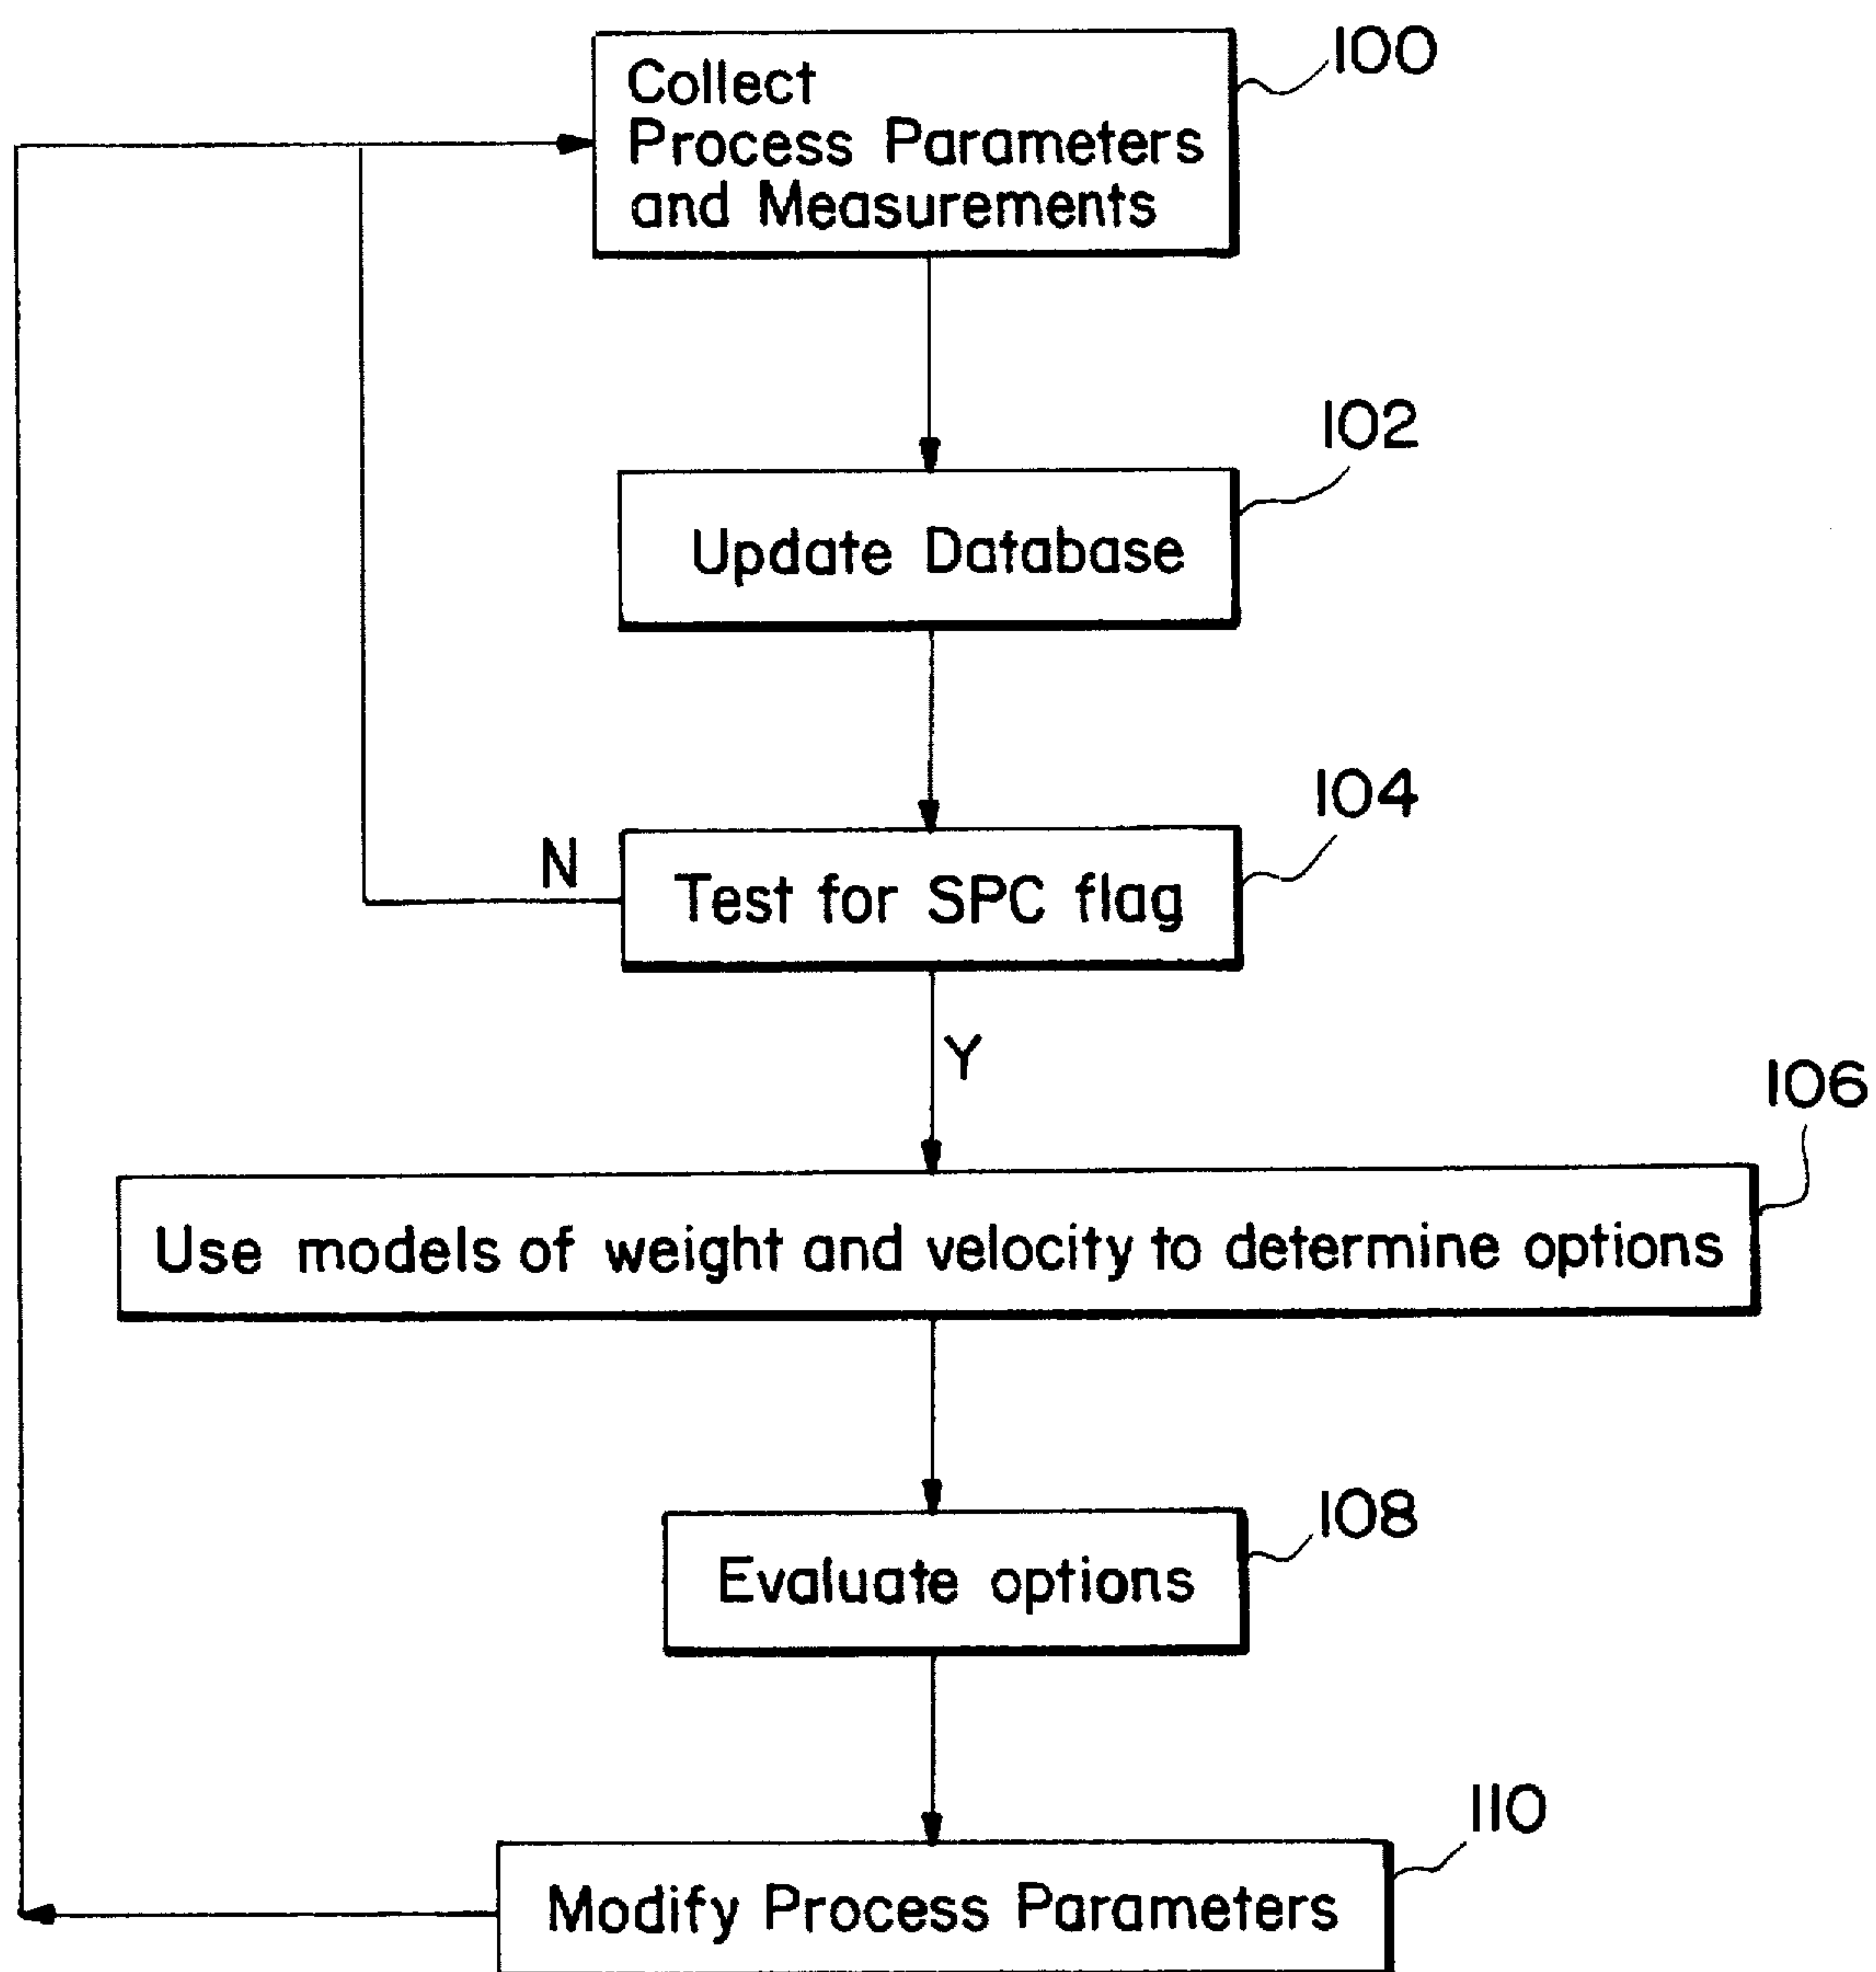 100
Collect
Process Parameters
and Measurements
102
Update Database
104
N
Test for SPC flag
Y
106
Use models of weight and velocity to determine options
108
Evaluate options
110
Modify Process Parameters